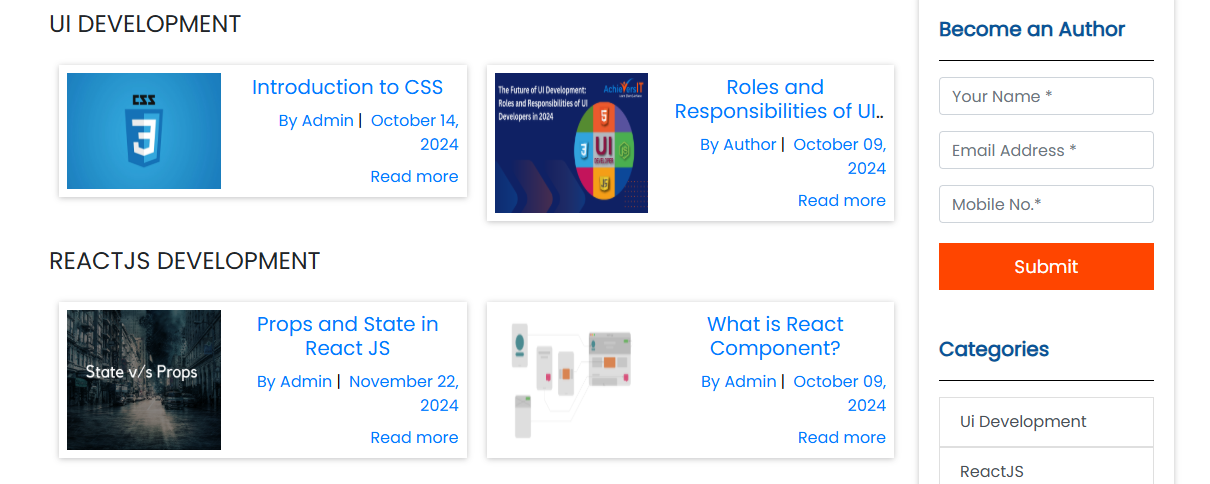 UI DEVELOPMENT
CSS
3
Introduction to CSS
By Admin | October 14,
2024
Read more
The Future of UI Development:
Roles and Responsibilities of UI
Developers in 2024
AchieversIT
5
3
UI
DEVELOPER
JS
Roles and
Responsibilities of UI..
By Author | October 09,
2024
Read more
REACTJS DEVELOPMENT
State v/s Props
Props and State in
React JS
By Admin | November 22,
2024
Read more
What is React
Component?
By Admin | October 09,
2024
Read more
Become an Author
Your Name *
Email Address *
Mobile No.*
Submit
Categories
Ui Development
ReactJS